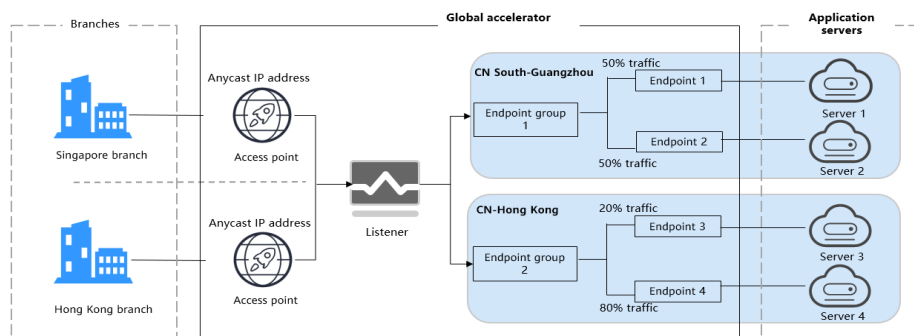 Branches
Global accelerator
Application
servers
Anycast IP address
Access point
Singapore branch
Anycast IP address
Access point
Hong Kong branch
Listener
CN South-Guangzhou
50% traffic
Endpoint group
1
Endpoint 1
Endpoint 2
50% traffic
Server 1
Server 2
CN-Hong Kong
20% traffic
Endpoint group
2
Endpoint 3
Endpoint 4
80% traffic
Server 3
Server 4